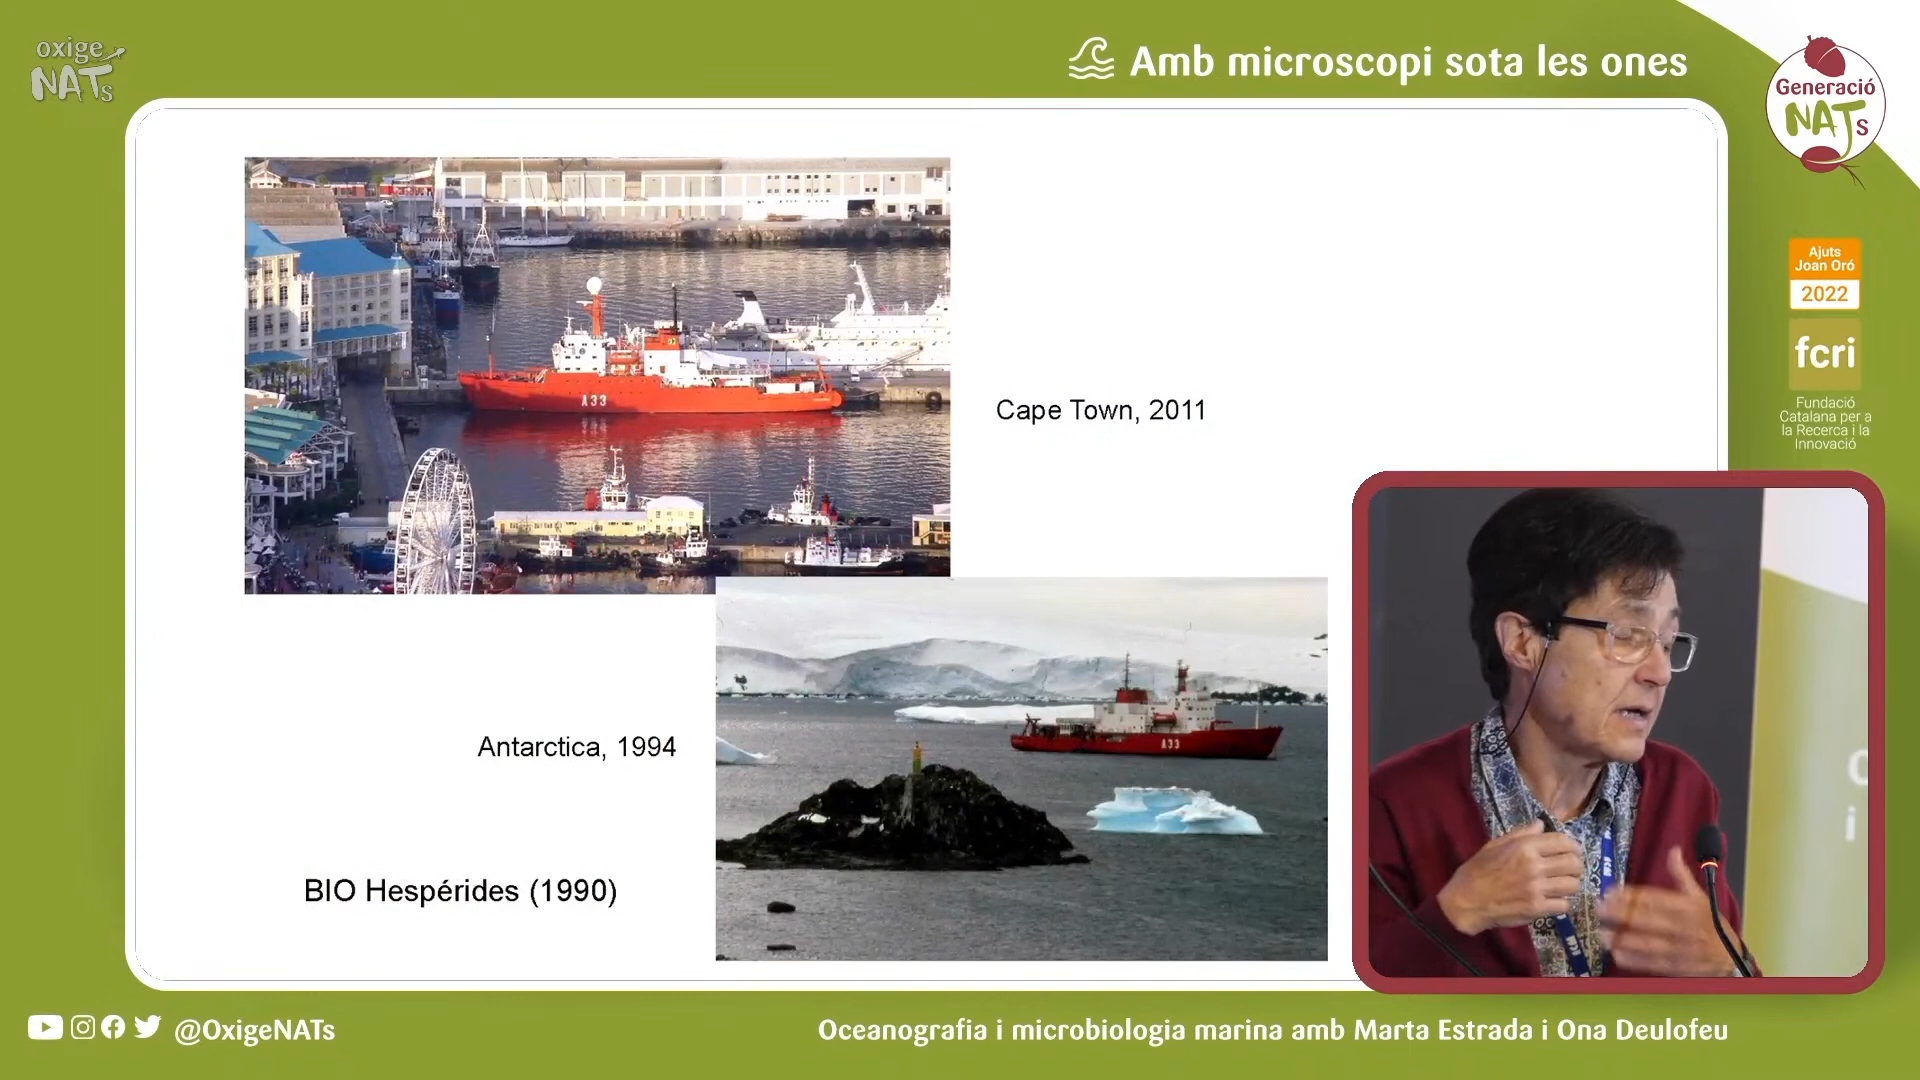 oxige
NATs
Amb microscopi sota les ones
Generació
NATs
Ajuts
Joan Oró
2022
fcri
Fundació
Catalana per a
la Recerca i la
Innovació
A33
Cape Town, 2011
A33
Antarctica, 1994
BIO Hespérides (1990)
@OxigeNATs
Oceanografia i microbiologia marina amb Marta Estrada i Ona Deulofeu